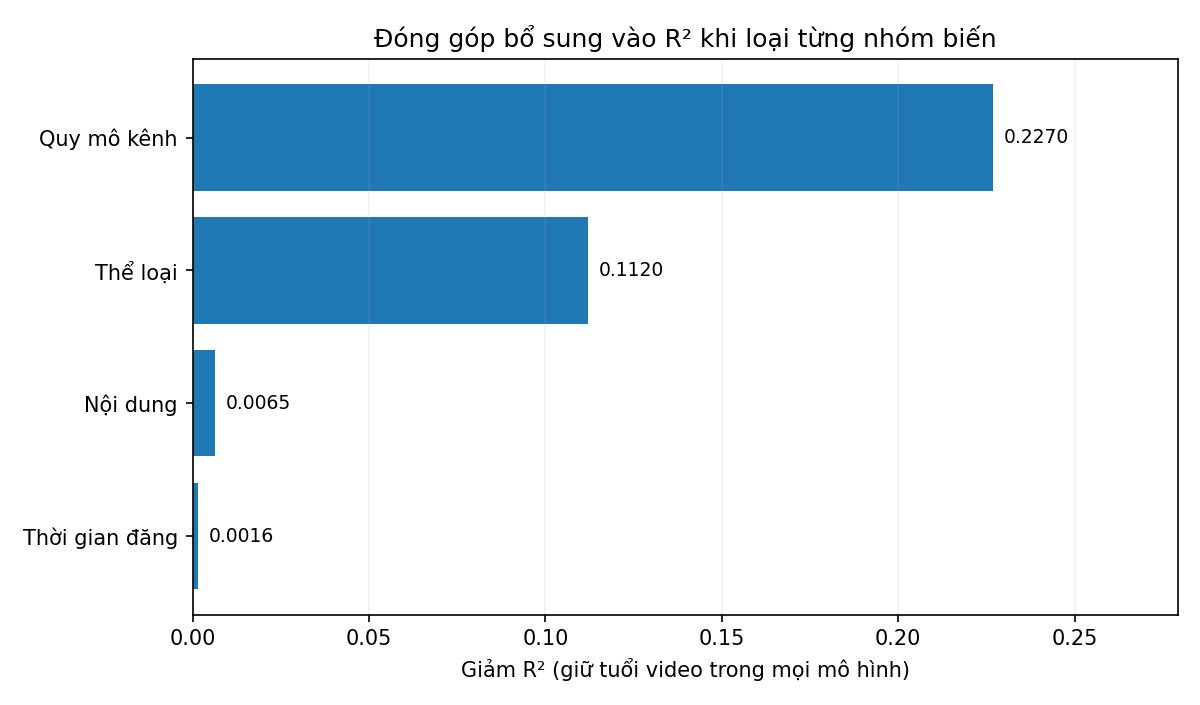 Đóng góp bổ sung vào R² khi loại từng nhóm biến
Quy mô kênh
0.2270
Thể loại
0.1120
Nội dung
0.0065
Thời gian đăng
0.0016
0.00 0.05 0.10 0.15 0.20 0.25
Giảm R² (giữ tuổi video trong mọi mô hình)